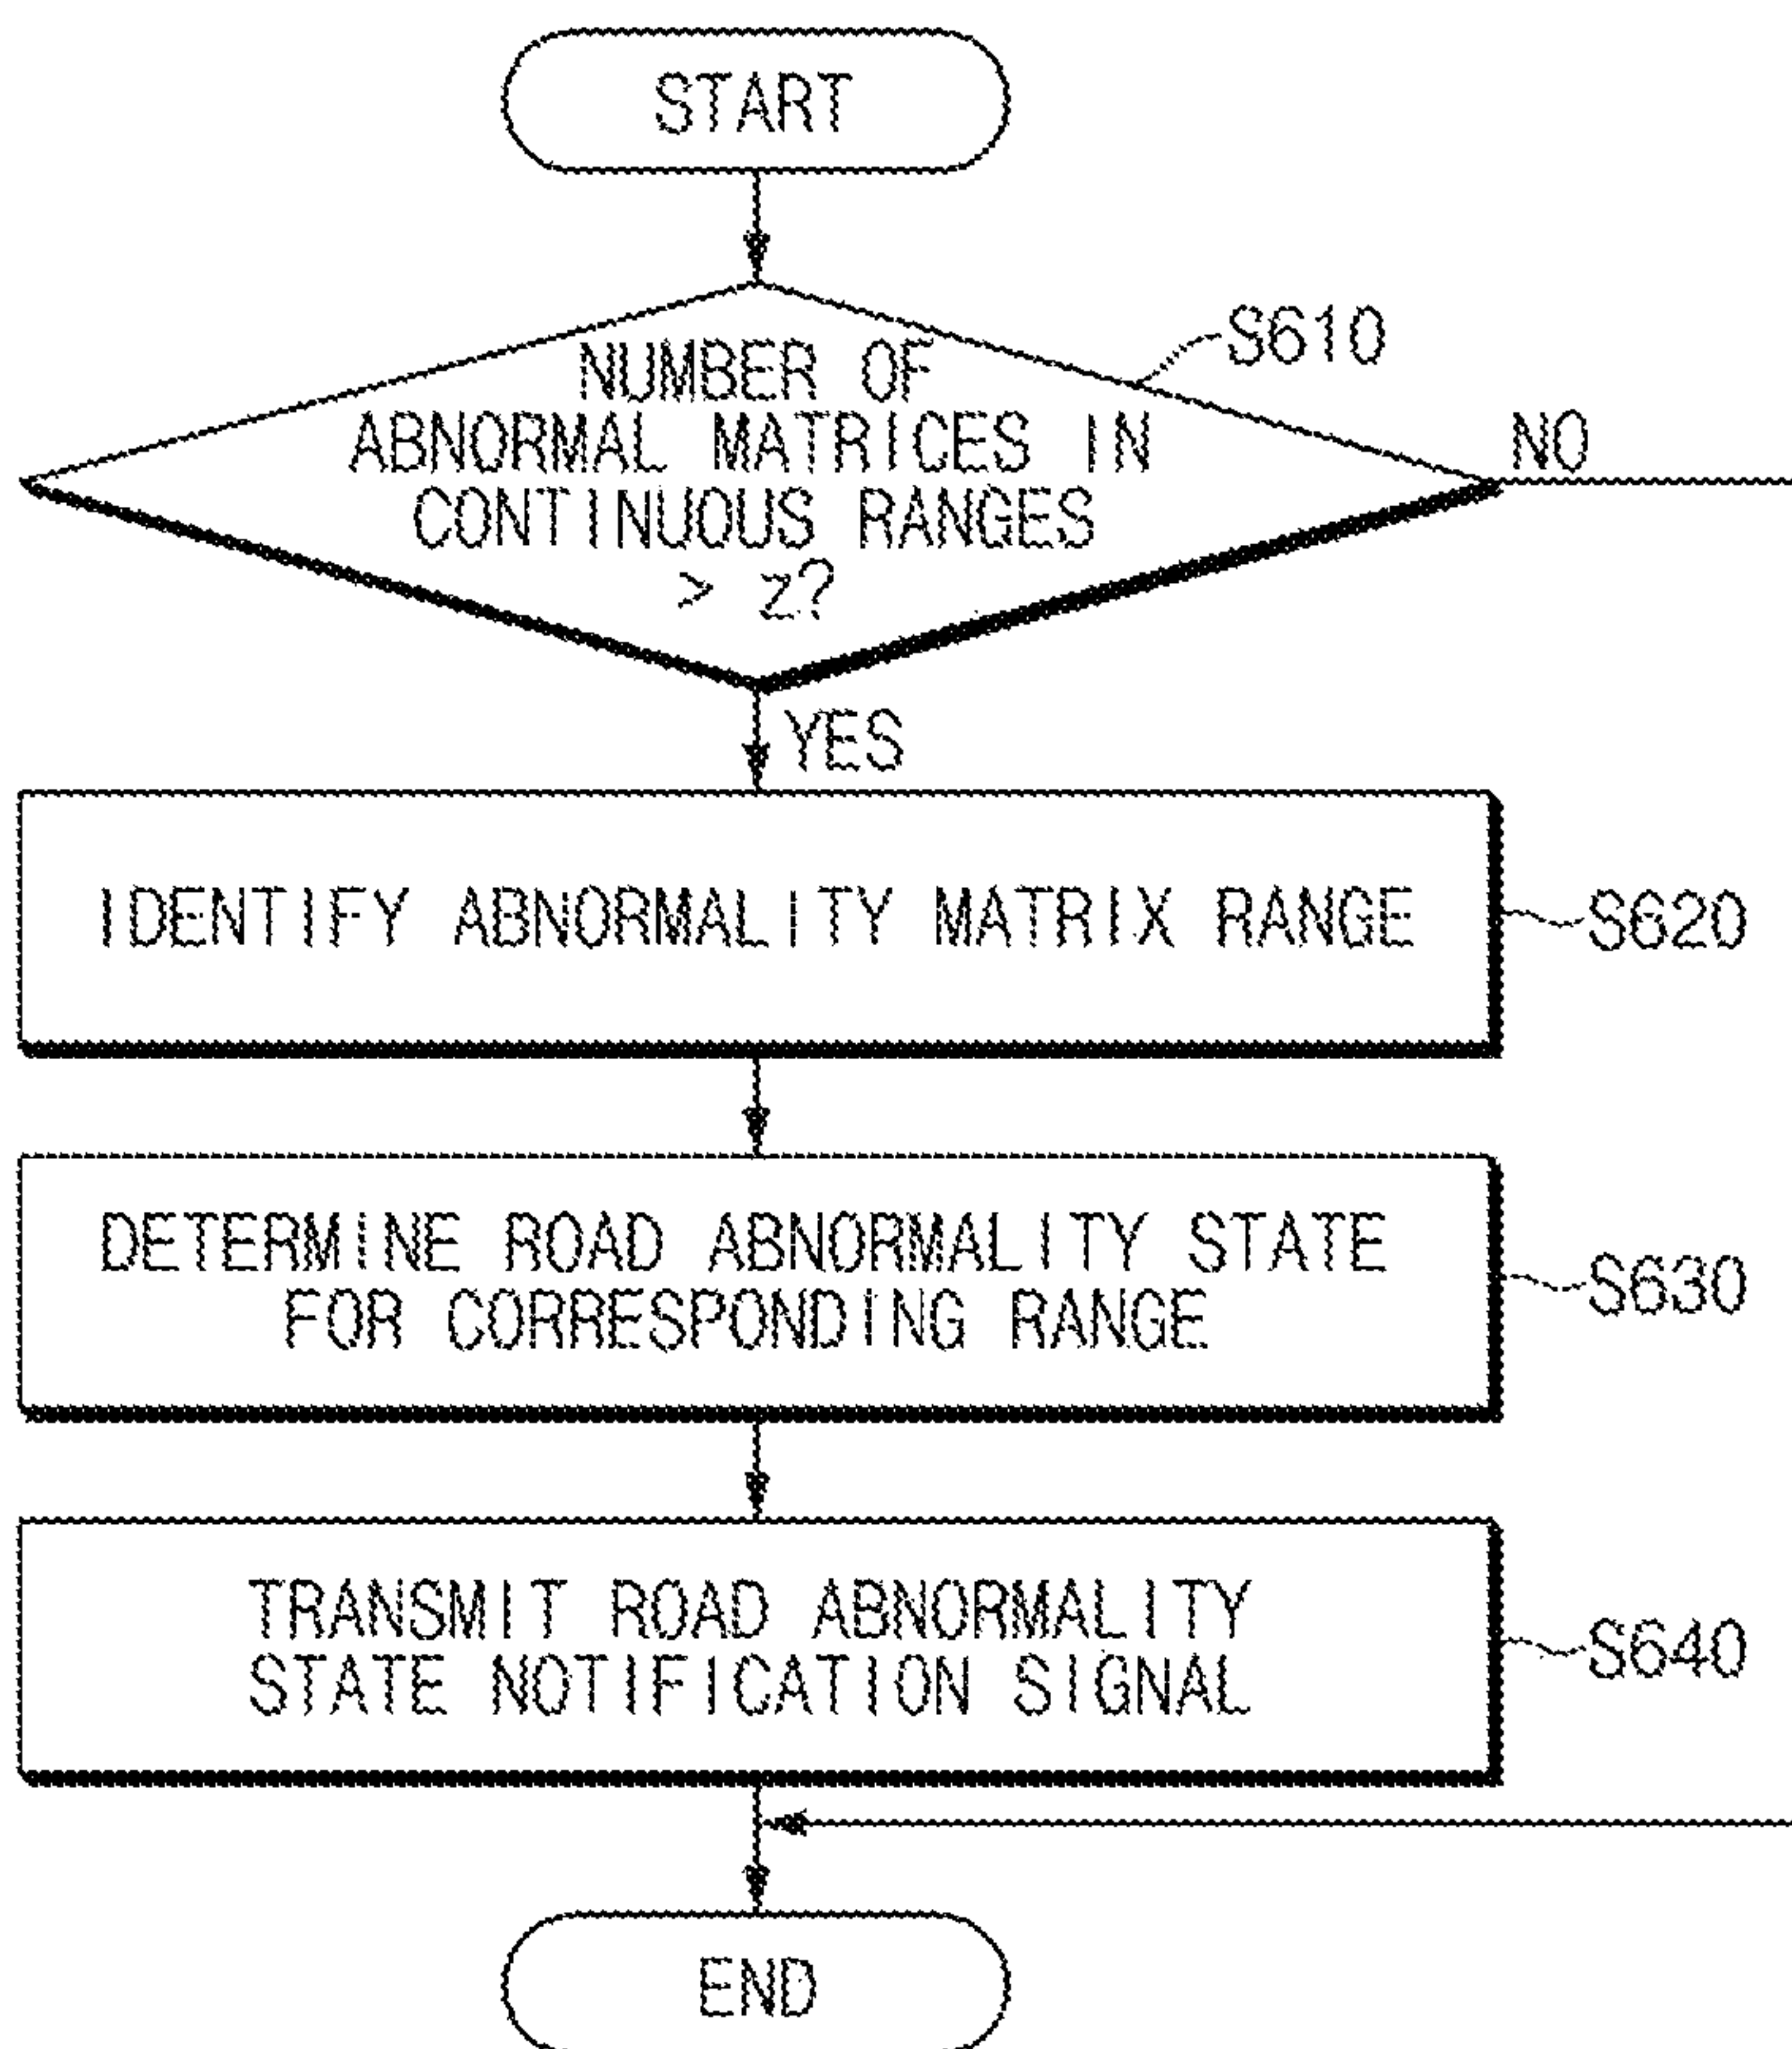 START
NUMBER OF
ABNORMAL MATRICES IN
CONTINUOUS RANGES
> z?
S610
NO
YES
IDENTIFY ABNORMALITY MATRIX RANGE
S620
DETERMINE ROAD ABNORMALITY STATE
FOR CORRESPONDING RANGE
S630
TRANSMIT ROAD ABNORMALITY
STATE NOTIFICATION SIGNAL
S640
END